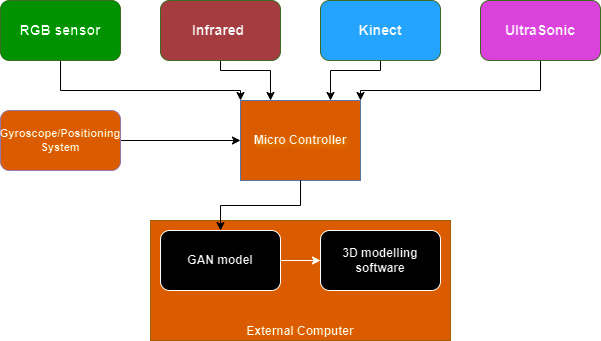 RGB sensor
Infrared
Kinect
UltraSonic
Gyroscope/Positioning
System
Micro Controller
GAN model
3D modelling
software
External Computer